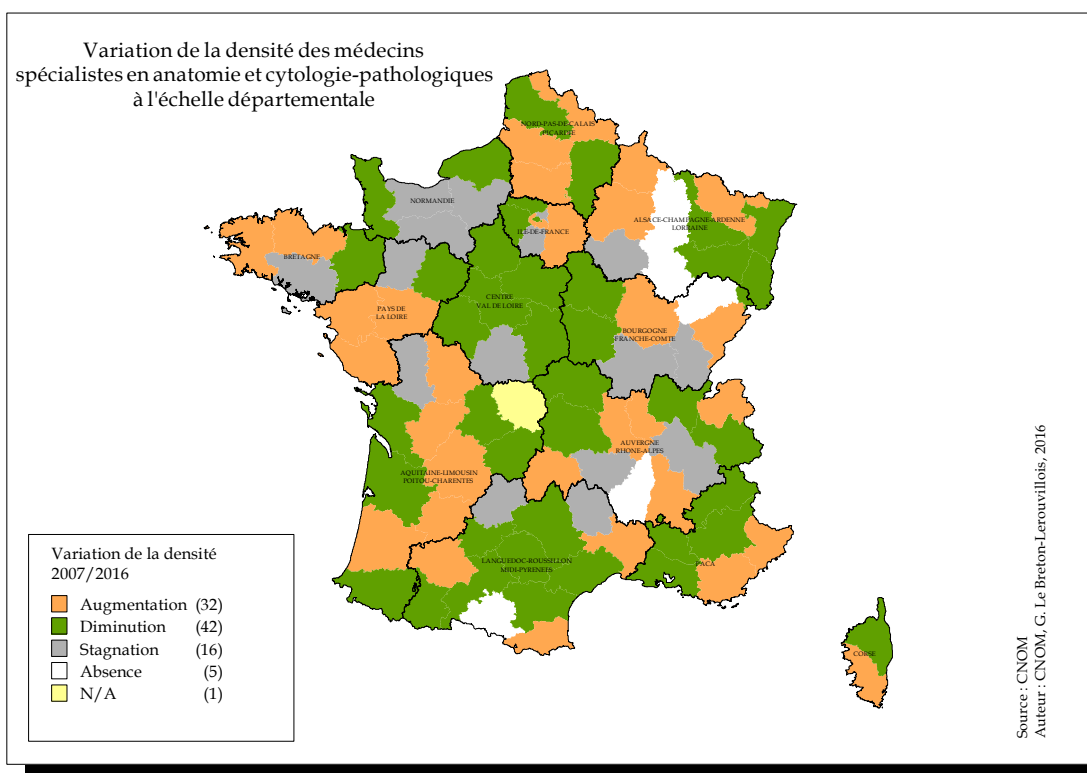 Variation de la densité des médecins
spécialistes en anatomie et cytologie-pathologiques
à l'échelle départementale
NORD-PAS-DE-CALAIS
PICARDIE
NORMANDIE
ILE-DE-FRANCE
ALSACE-CHAMPAGNE-ARDENNE
LORRAINE
BRETAGNE
PAYS DE
LA LOIRE
CENTRE
VAL DE LOIRE
BOURGOGNE
FRANCHE-COMTE
AQUITAINE-LIMOUSIN
POITOU-CHARENTES
AUVERGNE
RHONE-ALPES
LANGUEDOC-ROUSSILLON
MIDI-PYRENEES
PACA
CORSE
Variation de la densité
2007/2016
Augmentation (32)
Diminution (42)
Stagnation (16)
Absence (5)
N/A (1)
Source : CNOM
Auteur : CNOM, G. Le Breton-Lerouvillois, 2016